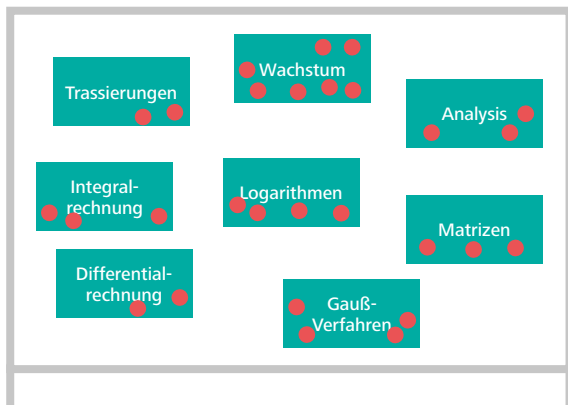 Trassierungen
Wachstum
Analysis
Integral-
rechnung
Logarithmen
Matrizen
Differential-
rechnung
Gauß-
Verfahren